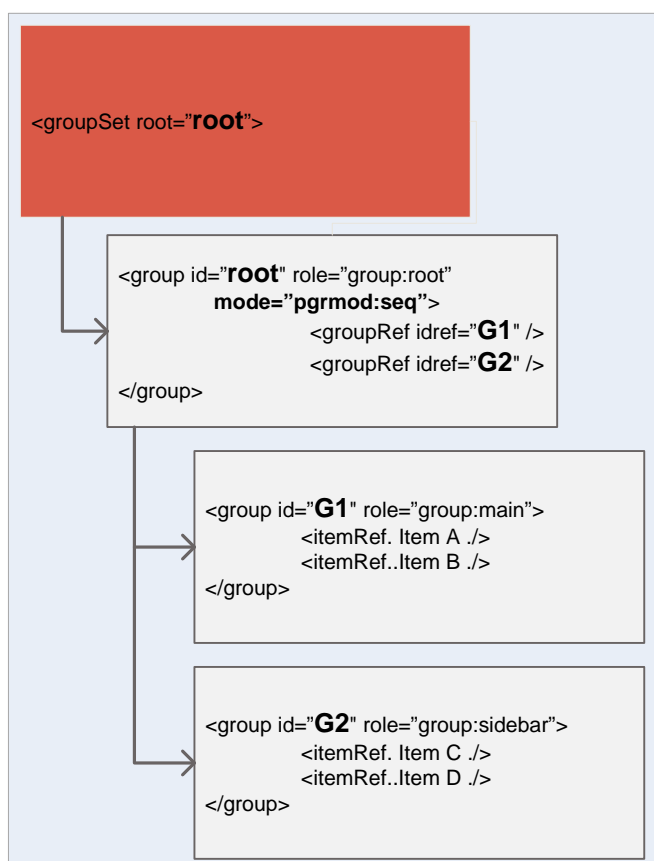 <groupSet root=”root”>
<group id=”root" role=”group:root”
mode=”pgrmod:seq”>
<groupRef idref=”G1" />
<groupRef idref=”G2" />
</group>
<group id=”G1" role=”group:main”>
<itemRef. Item A ./>
<itemRef..Item B ./>
</group>
<group id=”G2" role=”group:sidebar”>
<itemRef. Item C ./>
<itemRef..Item D ./>
</group>